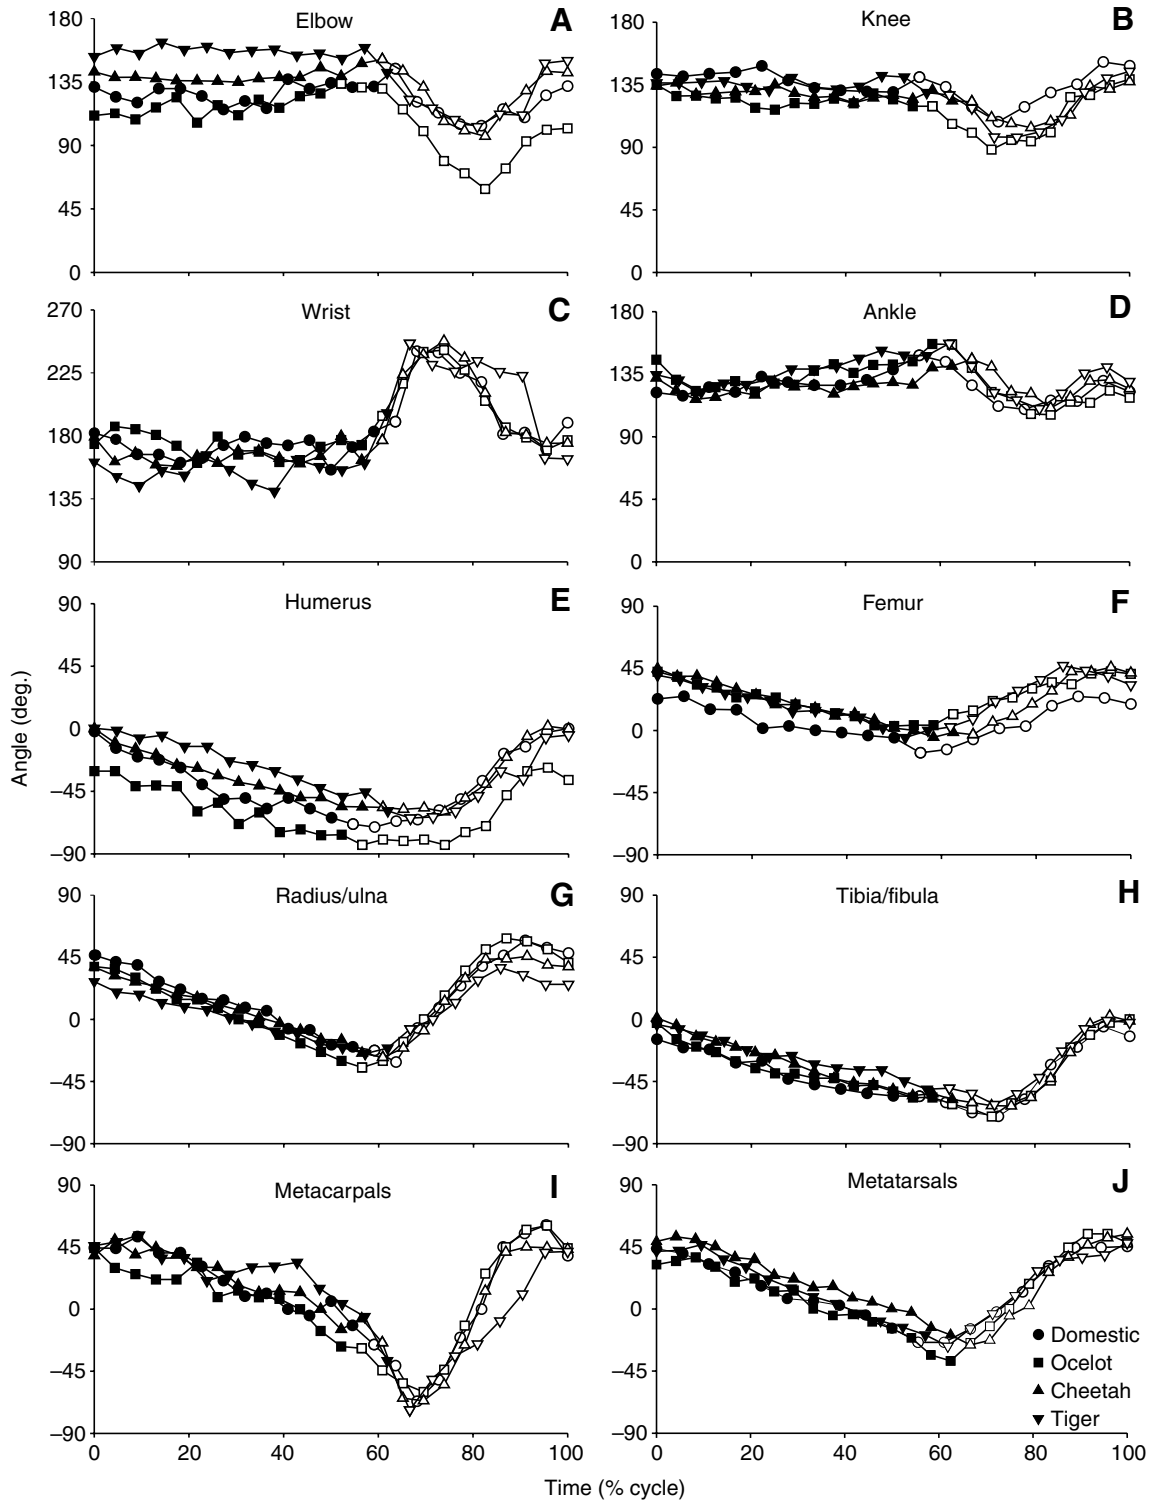 Elbow A
180
135
90
45
0
Knee B
180
135
90
45
0
Wrist C
270
225
180
135
90
Ankle D
180
135
90
45
0
Humerus E
90
45
0
–45
–90
Femur F
90
45
0
–45
–90
Angle (deg.)
Radius/ulna G
90
45
0
–45
–90
Tibia/fibula H
90
45
0
–45
–90
Metacarpals I
90
45
0
–45
–90
0 20 40 60 80 100
Metatarsals J
90
45
0
–45
–90
0 20 40 60 80 100
Domestic
Ocelot
Cheetah
Tiger
Time (% cycle)